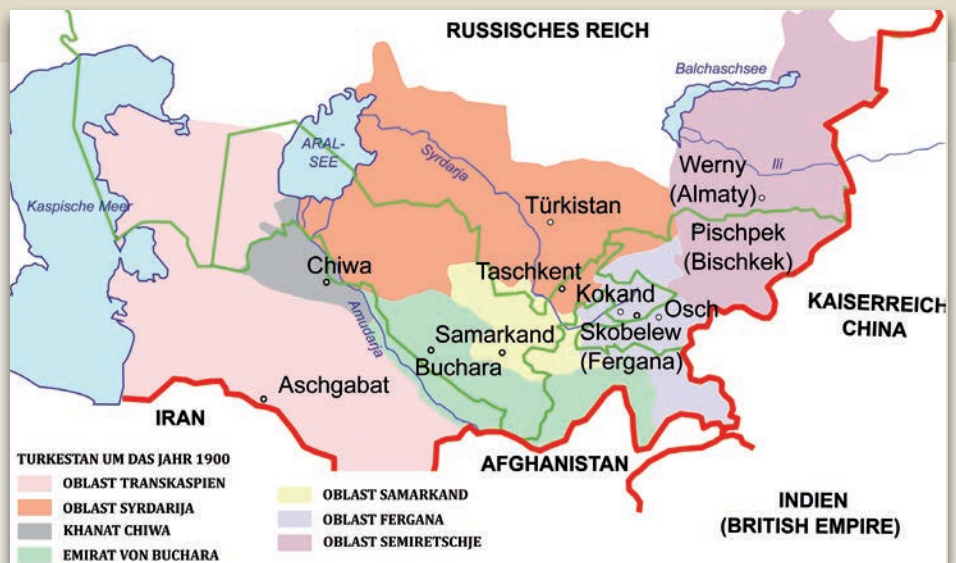 RUSSISCHES REICH
Balchaschsee
ARAL-
SEE
Syrdarja
Ili
Werny
(Almaty)
Kaspische Meer
Türkistan
Pischpek
(Bischkek)
Chiwa
Taschkent
Kokand
Osch
KAISERREICH
CHINA
Amudarja
Samarkand
Skobelew
(Fergana)
Buchara
Aschgabat
IRAN
AFGHANISTAN
INDIEN
(BRITISH EMPIRE)
TURKESTAN UM DAS JAHR 1900
OBLAST TRANSKASPIEN
OBLAST SYRDARIJA
KHANAT CHIWA
EMIRAT VON BUCHARA
OBLAST SAMARKAND
OBLAST FERGANA
OBLAST SEMIRETSCHJE